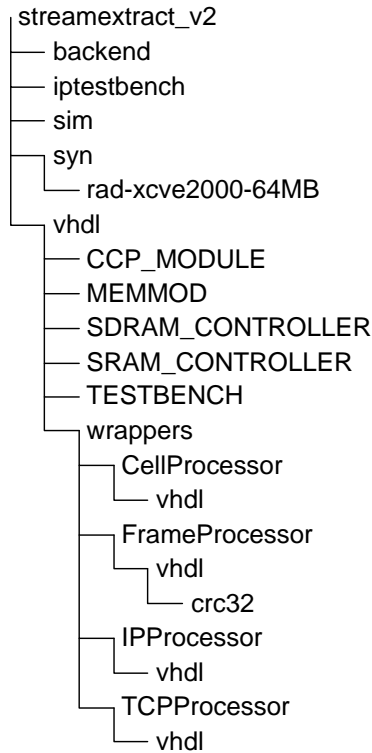 streamextract_v2
backend
iptestbench
sim
syn
rad-xcve2000-64MB
vhdl
CCP_MODULE
MEMMOD
SDRAM_CONTROLLER
SRAM_CONTROLLER
TESTBENCH
wrappers
CellProcessor
vhdl
FrameProcessor
vhdl
crc32
IPProcessor
vhdl
TCPProcessor
vhdl